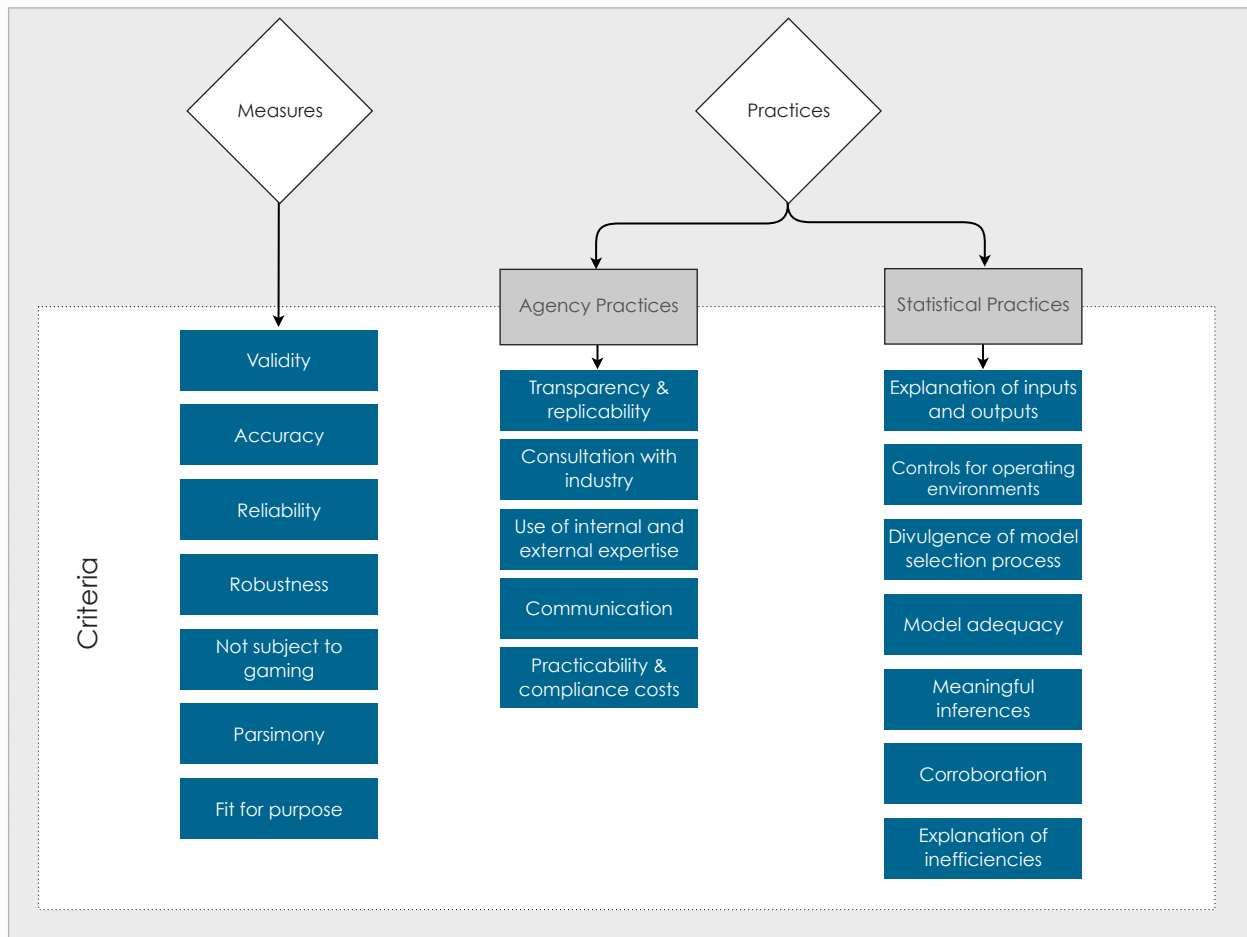 Measures
Practices
Agency Practices
Statistical Practices
Criteria
Validity
Accuracy
Reliability
Robustness
Not subject to
gaming
Parsimony
Fit for purpose
Transparency &
replicability
Consultation with
industry
Use of internal and
external expertise
Communication
Practicability &
compliance costs
Explanation of inputs
and outputs
Controls for operating
environments
Divulgence of model
selection process
Model adequacy
Meaningful
inferences
Corroboration
Explanation of
inefficiencies